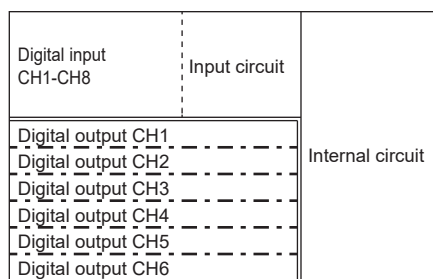 Digital input
CH1-CH8
Input circuit
Internal circuit
Digital output CH1
Digital output CH2
Digital output CH3
Digital output CH4
Digital output CH5
Digital output CH6